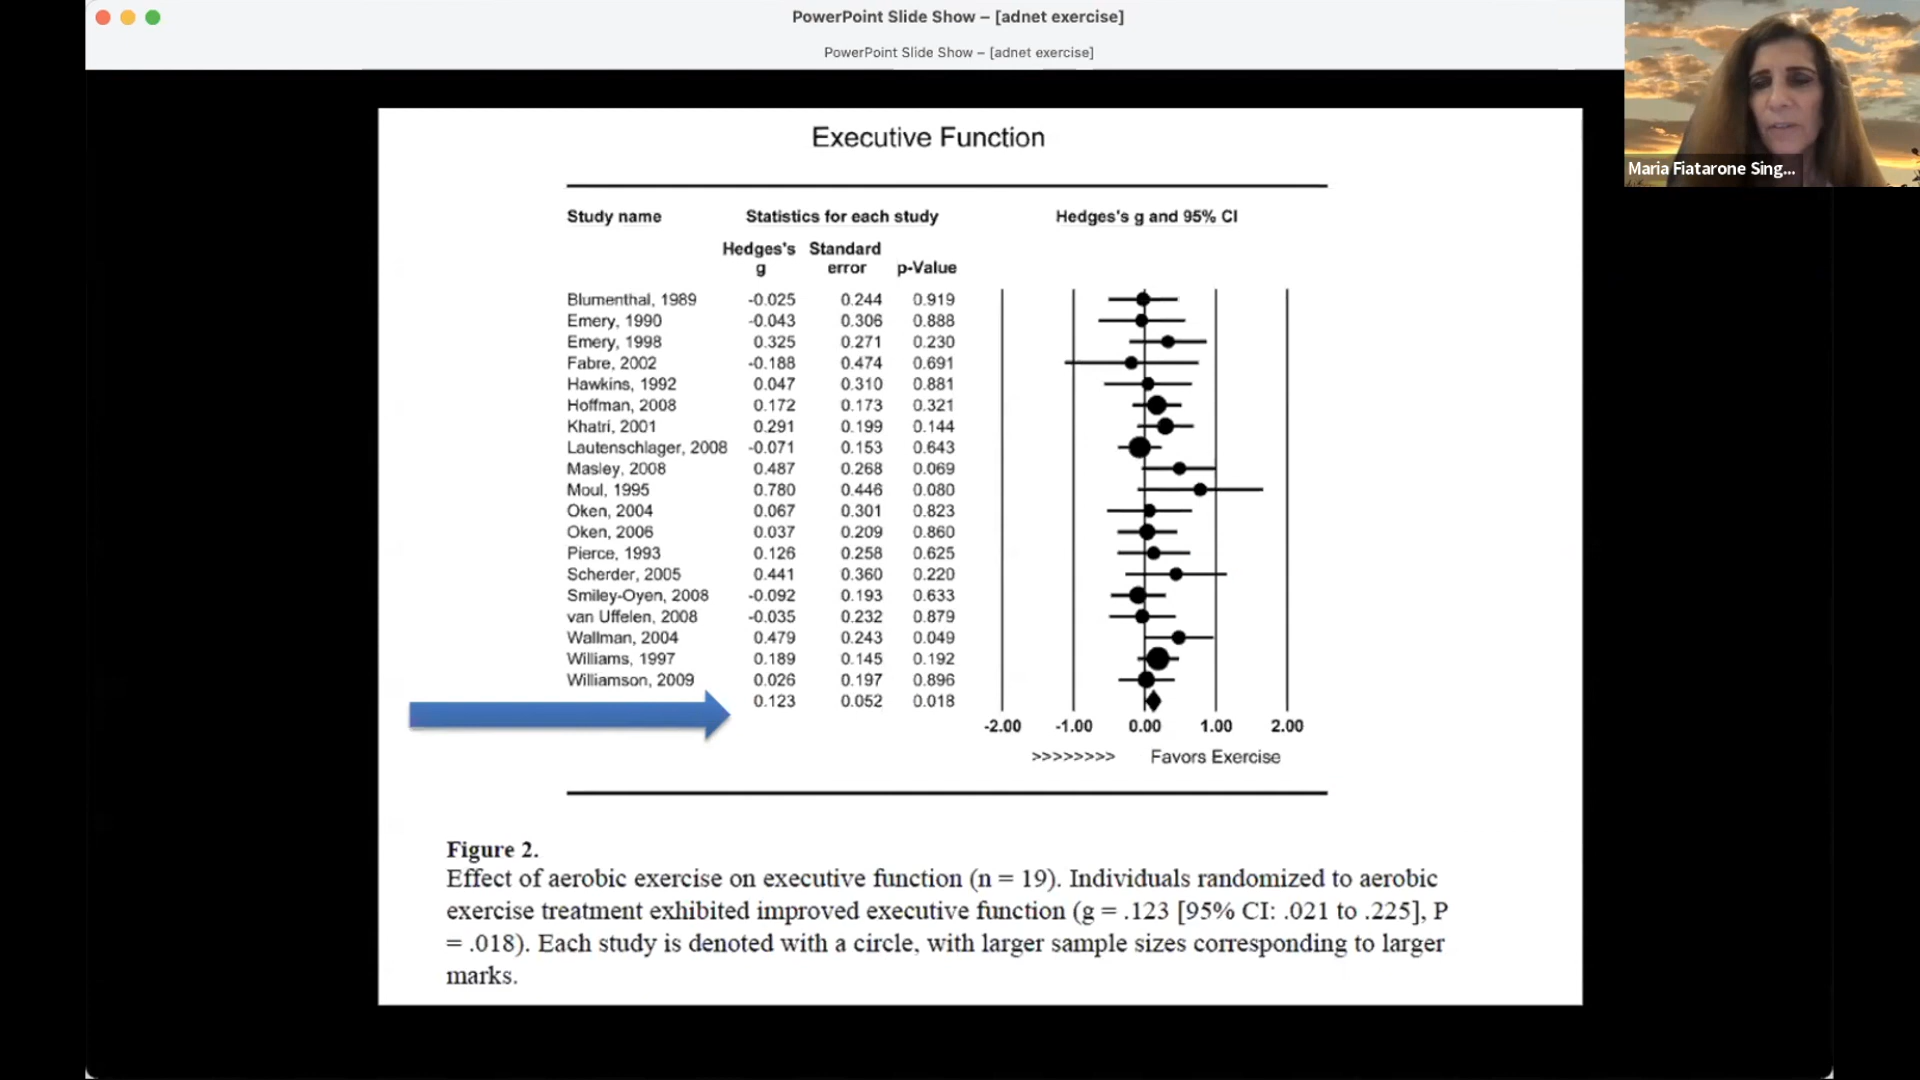 PowerPoint Slide Show – [adnet exercise]
PowerPoint Slide Show – [adnet exercise]
Maria Fiatarone Sing...
Executive Function
Study name Statistics for each study Hedges's g and 95% CI
Hedges's Standard
g error p-Value
Blumenthal, 1989 -0.025 0.244 0.919
Emery, 1990 -0.043 0.306 0.888
Emery, 1998 0.325 0.271 0.230
Fabre, 2002 -0.188 0.474 0.691
Hawkins, 1992 0.047 0.310 0.881
Hoffman, 2008 0.172 0.173 0.321
Khatri, 2001 0.291 0.199 0.144
Lautenschlager, 2008 -0.071 0.153 0.643
Masley, 2008 0.487 0.268 0.069
Moul, 1995 0.780 0.446 0.080
Oken, 2004 0.067 0.301 0.823
Oken, 2006 0.037 0.209 0.860
Pierce, 1993 0.126 0.258 0.625
Scherder, 2005 0.441 0.360 0.220
Smiley-Oyen, 2008 -0.092 0.193 0.633
van Uffelen, 2008 -0.035 0.232 0.879
Wallman, 2004 0.479 0.243 0.049
Williams, 1997 0.189 0.145 0.192
Williamson, 2009 0.026 0.197 0.896
0.123 0.052 0.018
-2.00 -1.00 0.00 1.00 2.00
>>>>>>>> Favors Exercise
Figure 2.
Effect of aerobic exercise on executive function (n = 19). Individuals randomized to aerobic
exercise treatment exhibited improved executive function (g = .123 [95% CI: .021 to .225], P
= .018). Each study is denoted with a circle, with larger sample sizes corresponding to larger
marks.